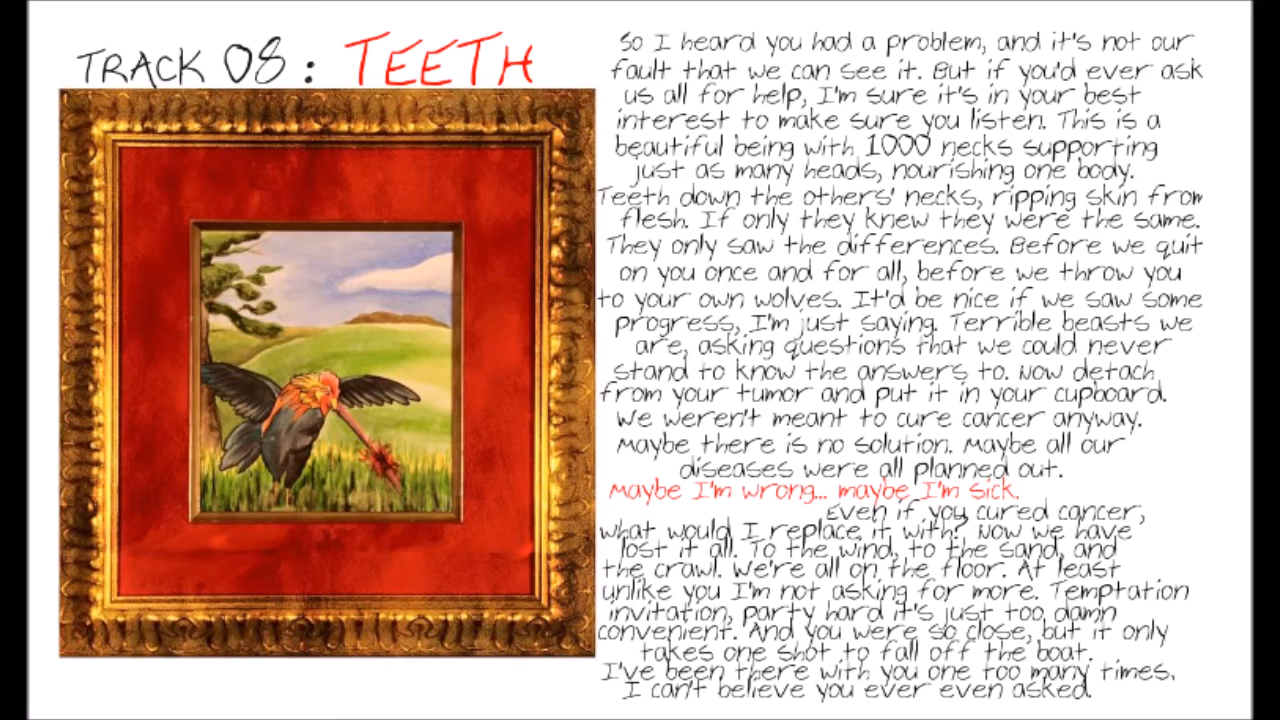 TRACK 08: TEETH
So I heard you had a problem, and it's not our
fault that we can see it. But if you'd ever ask
us all for help, I'm sure it's in your best
interest to make sure you listen. This is a
beautiful being with 1000 necks supporting
just as many heads, nourishing one body.
Teeth down the others' necks, ripping skin from
flesh. If only they knew they were the same.
They only saw the differences. Before we quit
on you once and for all, before we throw you
to your own wolves. It'd be nice if we saw some
progress, I'm just saying. Terrible beasts we
are, asking questions that we could never
stand to know the answers to. Now detach
from your tumor and put it in your cupboard.
We weren't meant to cure cancer anyway.
Maybe there is no solution. Maybe all our
diseases were all planned out.
Maybe I'm wrong... maybe I'm sick.
Even if you cured cancer,
what would I replace it with? Now we have
lost it all. To the wind, to the sand, and
the crawl. We're all on the floor. At least
unlike you I'm not asking for more. Temptation
invitation, party hard it's just too damn
convenient. And you were so close, but it only
takes one shot to fall off the boat.
I've been there with you one too many times.
I can't believe you ever even asked.